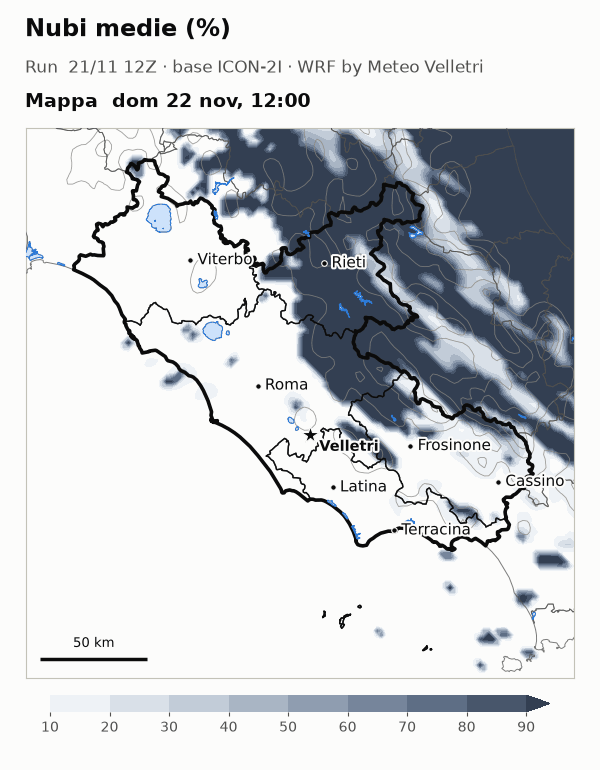 Nubi medie (%)
Run 21/11 12Z · base ICON-2I · WRF by Meteo Velletri
Mappa dom 22 nov, 12:00
Viterbo
Rieti
Roma
Velletri
Frosinone
Cassino
Latina
Terracina
50 km
10 20 30 40 50 60 70 80 90